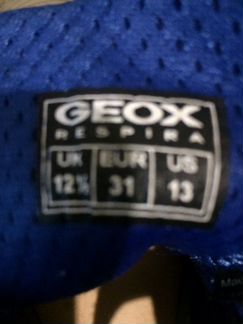 GEOX
RESPIRA
UK EUR US
12½ 31 13